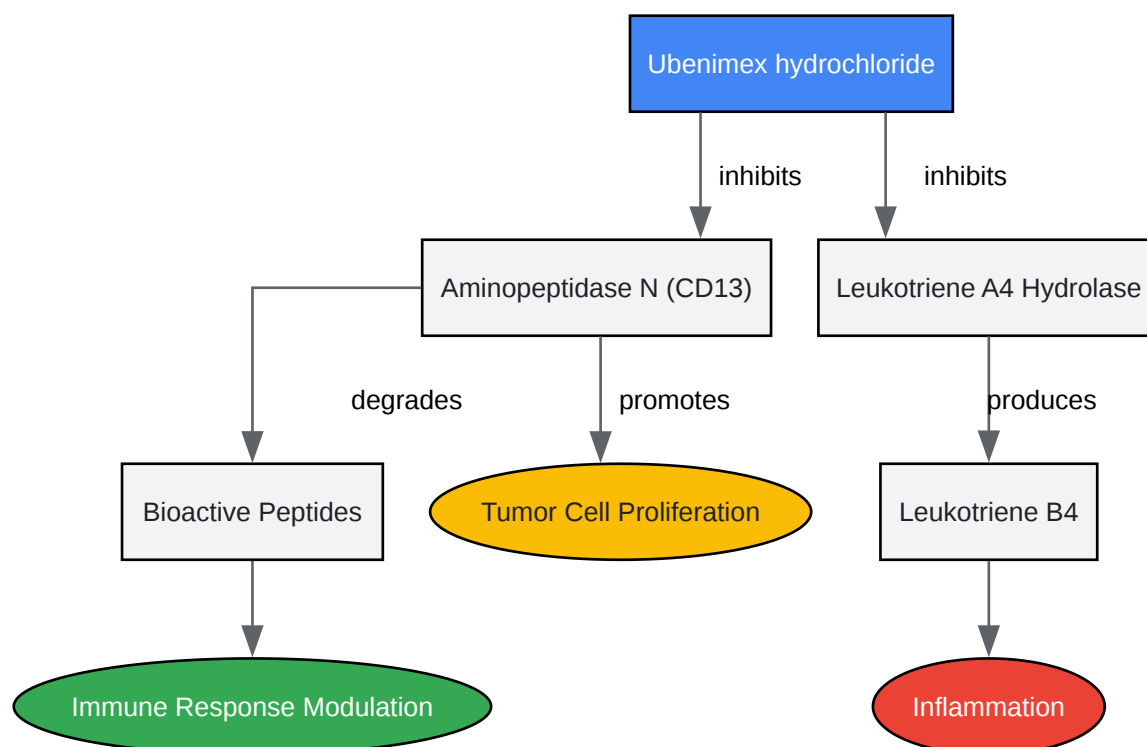 Ubenimex hydrochloride
inhibits
inhibits
Aminopeptidase N (CD13)
Leukotriene A4 Hydrolase
degrades
promotes
produces
Bioactive Peptides
Tumor Cell Proliferation
Leukotriene B4
Immune Response Modulation
Inflammation